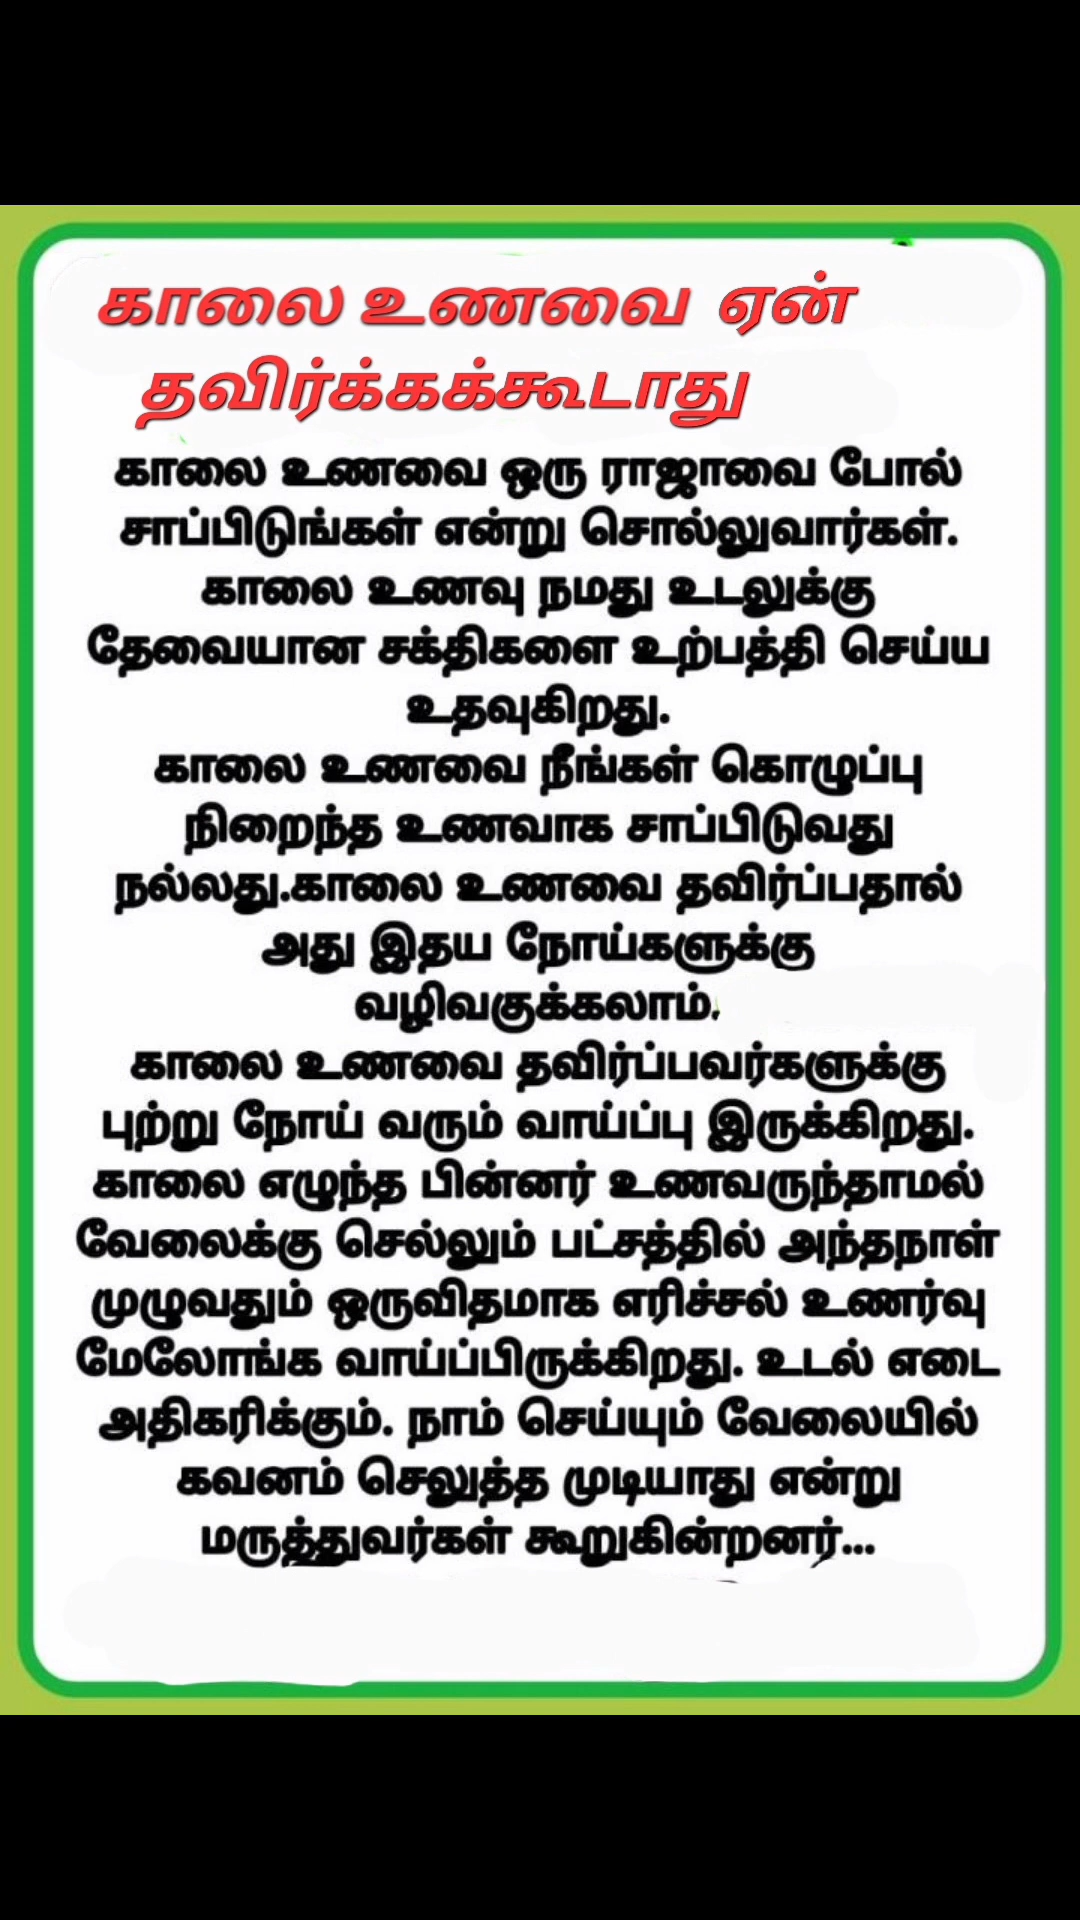 காலை உணவை ஏன்
தவிர்க்கக்கூடாது
காலை உணவை ஒரு ராஜாவை போல்
சாப்பிடுங்கள் என்று சொல்லுவார்கள்.
காலை உணவு நமது உடலுக்கு
தேவையான சக்திகளை உற்பத்தி செய்ய
உதவுகிறது.
காலை உணவை நீங்கள் கொழுப்பு
நிறைந்த உணவாக சாப்பிடுவது
நல்லது.காலை உணவை தவிர்ப்பதால்
அது இதய நோய்களுக்கு
வழிவகுக்கலாம்.
காலை உணவை தவிர்ப்பவர்களுக்கு
புற்று நோய் வரும் வாய்ப்பு இருக்கிறது.
காலை எழுந்த பின்னர் உணவருந்தாமல்
வேலைக்கு செல்லும் பட்சத்தில் அந்தநாள்
முழுவதும் ஒருவிதமாக எரிச்சல் உணர்வு
மேலோங்க வாய்ப்பிருக்கிறது. உடல் எடை
அதிகரிக்கும். நாம் செய்யும் வேலையில்
கவனம் செலுத்த முடியாது என்று
மருத்துவர்கள் கூறுகின்றனர்...